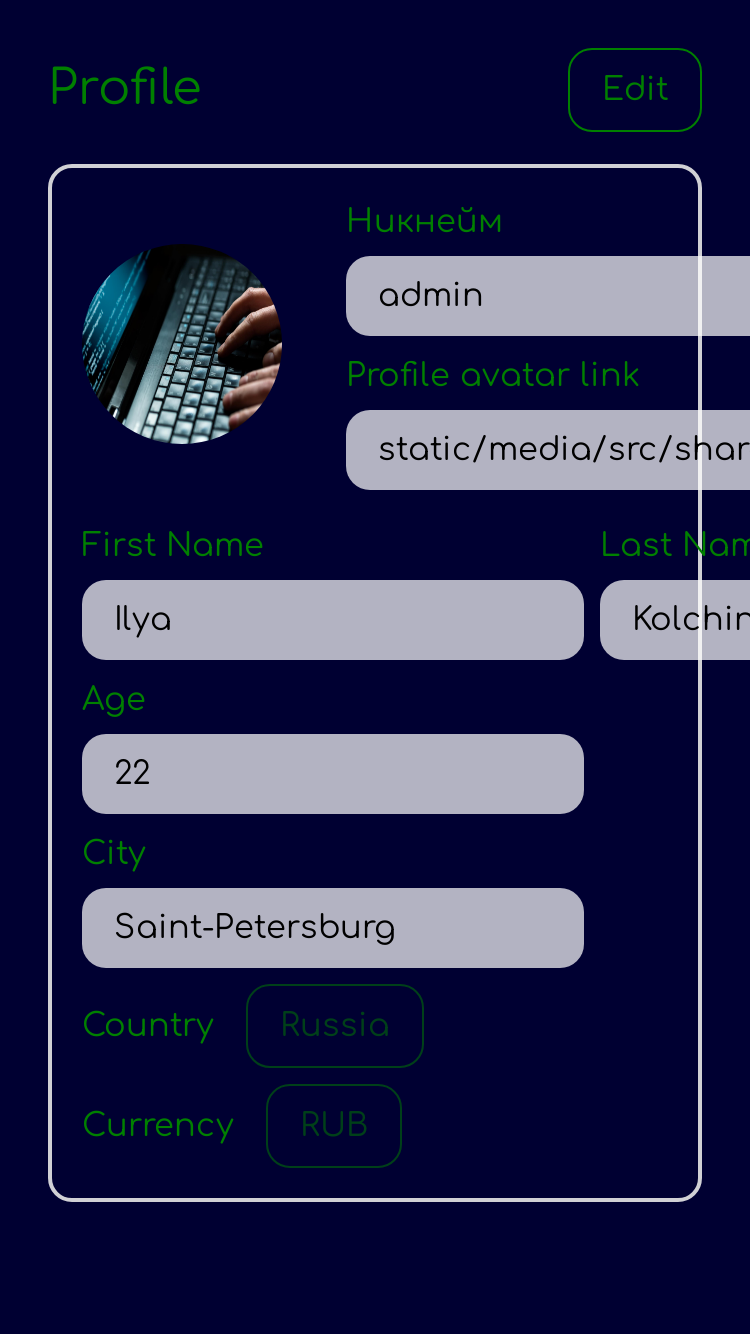 Profile
Edit
Никнейм
admin
Profile avatar link
static/media/src/shar
First Name
Last Nam
Ilya
Kolchin
Age
22
City
Saint-Petersburg
Country
Russia
Currency
RUB